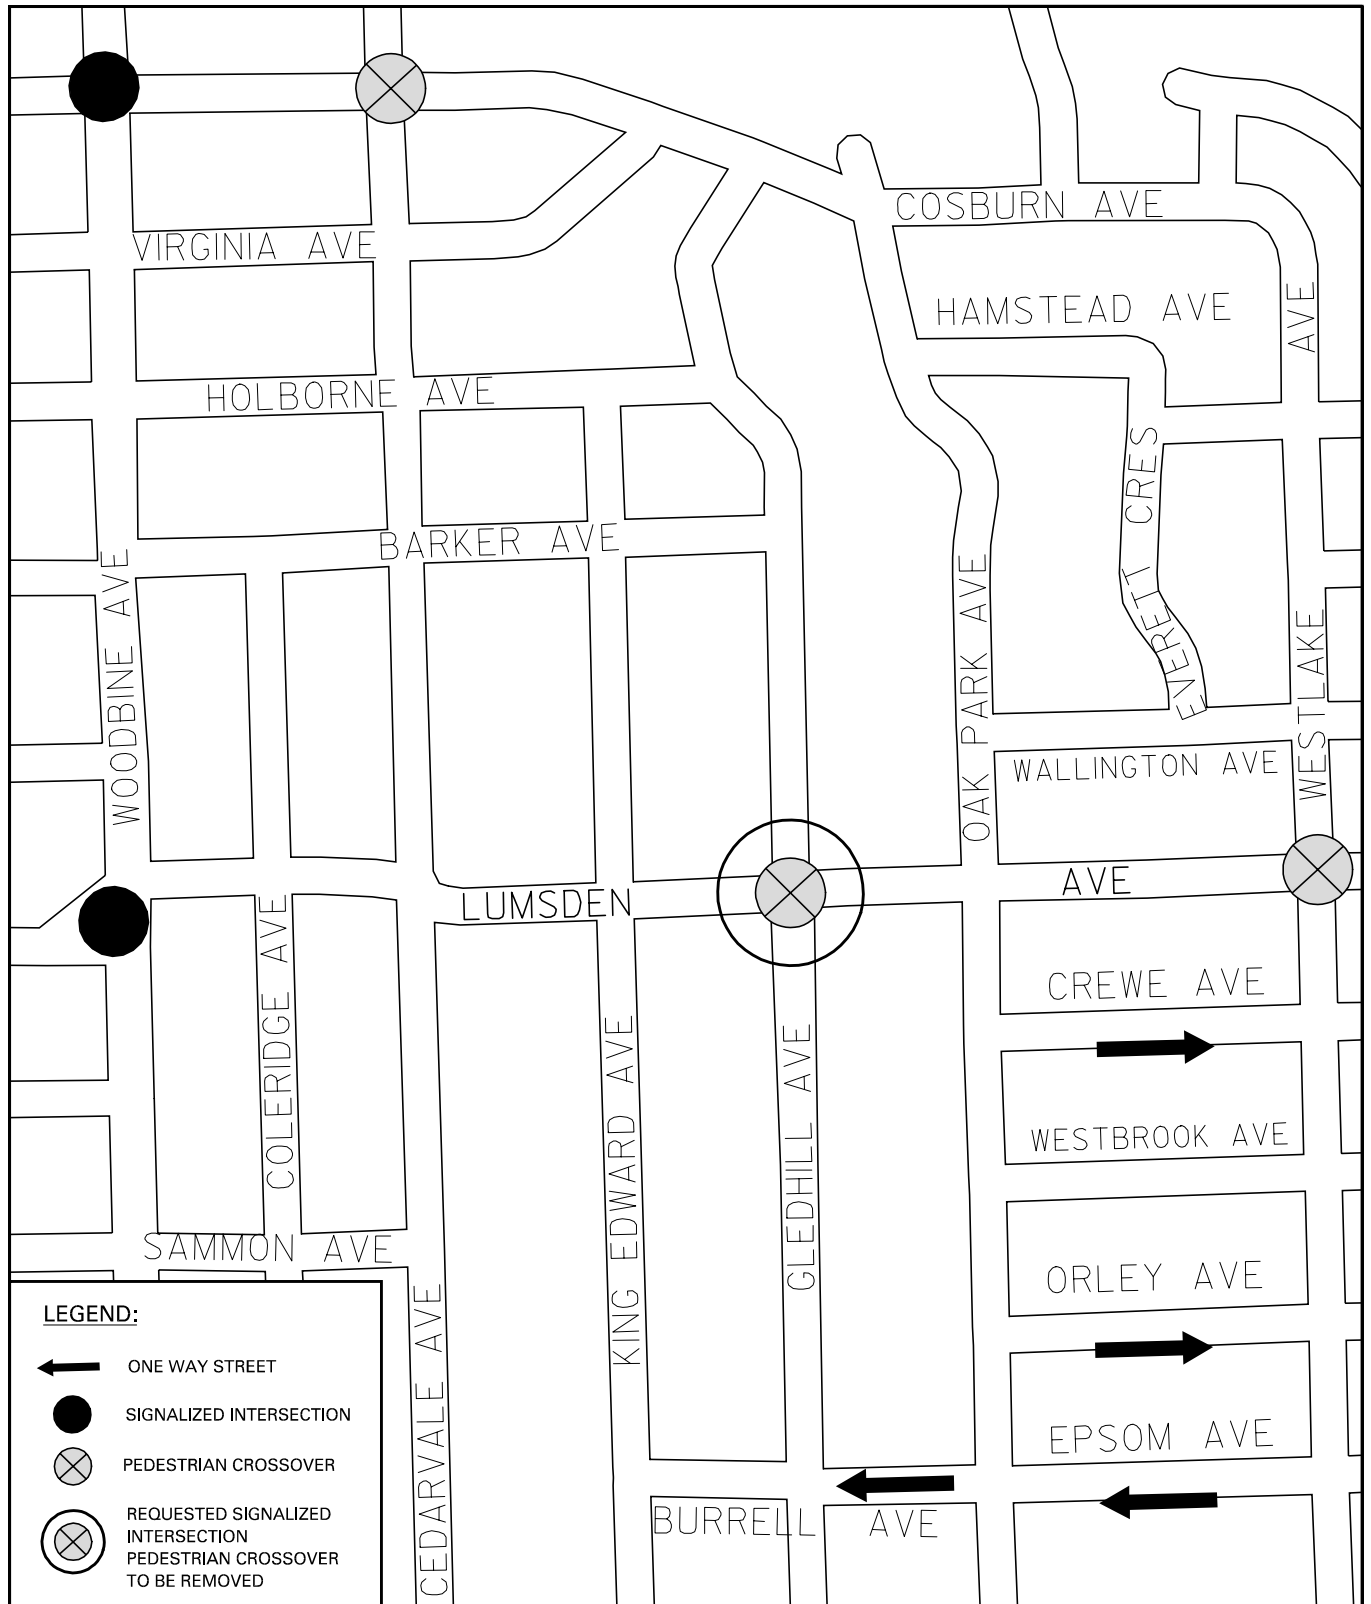 COSBURN AVE
VIRGINIA AVE
HAMSTEAD AVE
HOLBORNE AVE
BARKER AVE
EVERETT CRES
WOODBINE AVE
OAK PARK AVE
WESTLAKE AVE
WALLINGTON AVE
LUMSDEN AVE
COLERIDGE AVE
CREWE AVE
KING EDWARD AVE
GLEDHILL AVE
WESTBROOK AVE
SAMMON AVE
ORLEY AVE
CEDARVALE AVE
EPSOM AVE
BURRELL AVE
LEGEND:
ONE WAY STREET
SIGNALIZED INTERSECTION
PEDESTRIAN CROSSOVER
REQUESTED SIGNALIZED
INTERSECTION
PEDESTRIAN CROSSOVER
TO BE REMOVED